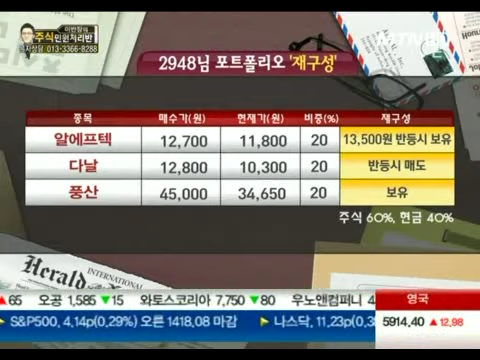 이반장의
주식민원처리반
013-3366-8288
MTN
2948님 포트폴리오 '재구성'
종목 매수가(원) 현재가(원) 비중(%) 재구성
알에프텍 12,700 11,800 20 13,500원 반등시 보유
다날 12,800 10,300 20 반등시 매도
풍산 45,000 34,650 20 보유
주식 60%, 현금 40%
Herald
INTERNATIONAL
▲65 오공 1,585 ▼15 와토스코리아 7,750 ▼80 우노앤컴퍼니 4
영국
▶ S&P500, 4.14p(0.29%) 오른 1418.08 마감 ▶ 나스닥, 11.23p(0.3
5914.40 ▲12.98